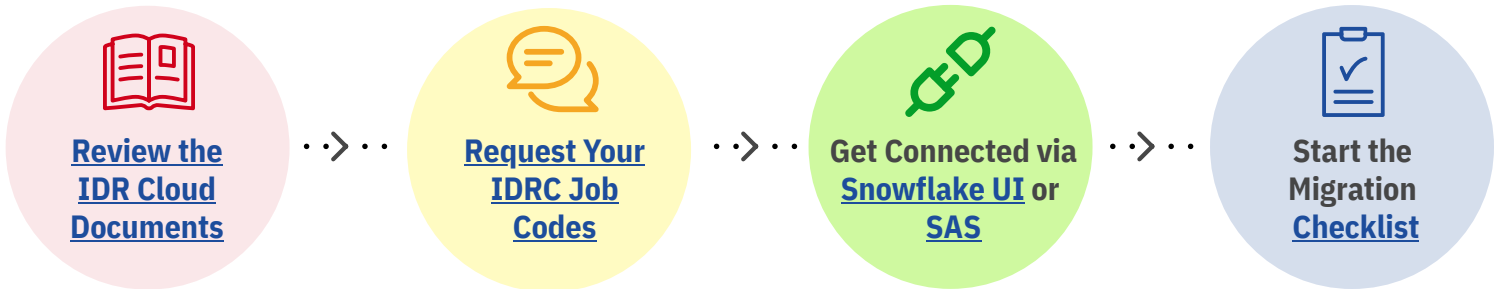 Review the
IDR Cloud
Documents
Request Your
IDRC Job
Codes
Get Connected via
Snowflake UI or
SAS
Start the
Migration
Checklist